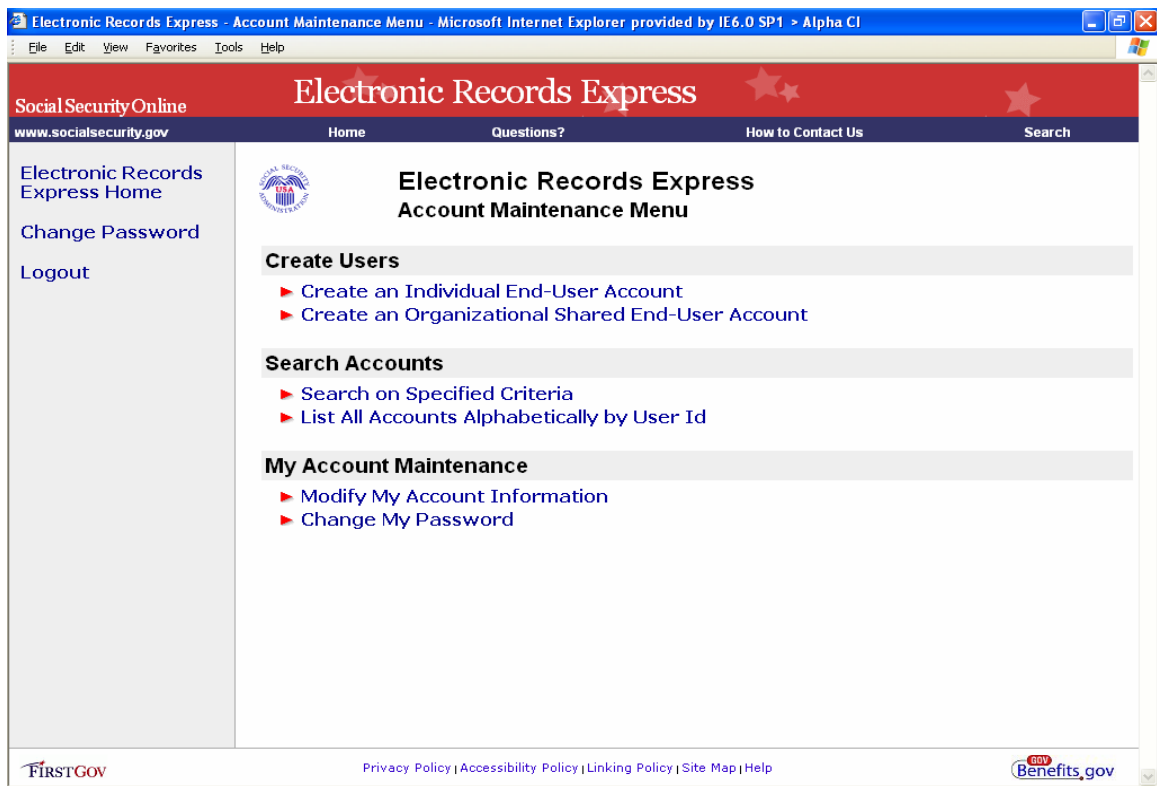 Electronic Records Express - Account Maintenance Menu - Microsoft Internet Explorer provided by IE6.0 SP1 > Alpha CI
File Edit View Favorites Tools Help
Social Security Online
Electronic Records Express
www.socialsecurity.gov Home Questions? How to Contact Us Search
Electronic Records
Express Home
Change Password
Logout
SOCIAL SECURITY ADMINISTRATION
USA
Electronic Records Express
Account Maintenance Menu
Create Users
Create an Individual End-User Account
Create an Organizational Shared End-User Account
Search Accounts
Search on Specified Criteria
List All Accounts Alphabetically by User Id
My Account Maintenance
Modify My Account Information
Change My Password
FIRSTGOV
Privacy Policy | Accessibility Policy | Linking Policy | Site Map | Help
GOV
Benefits.gov